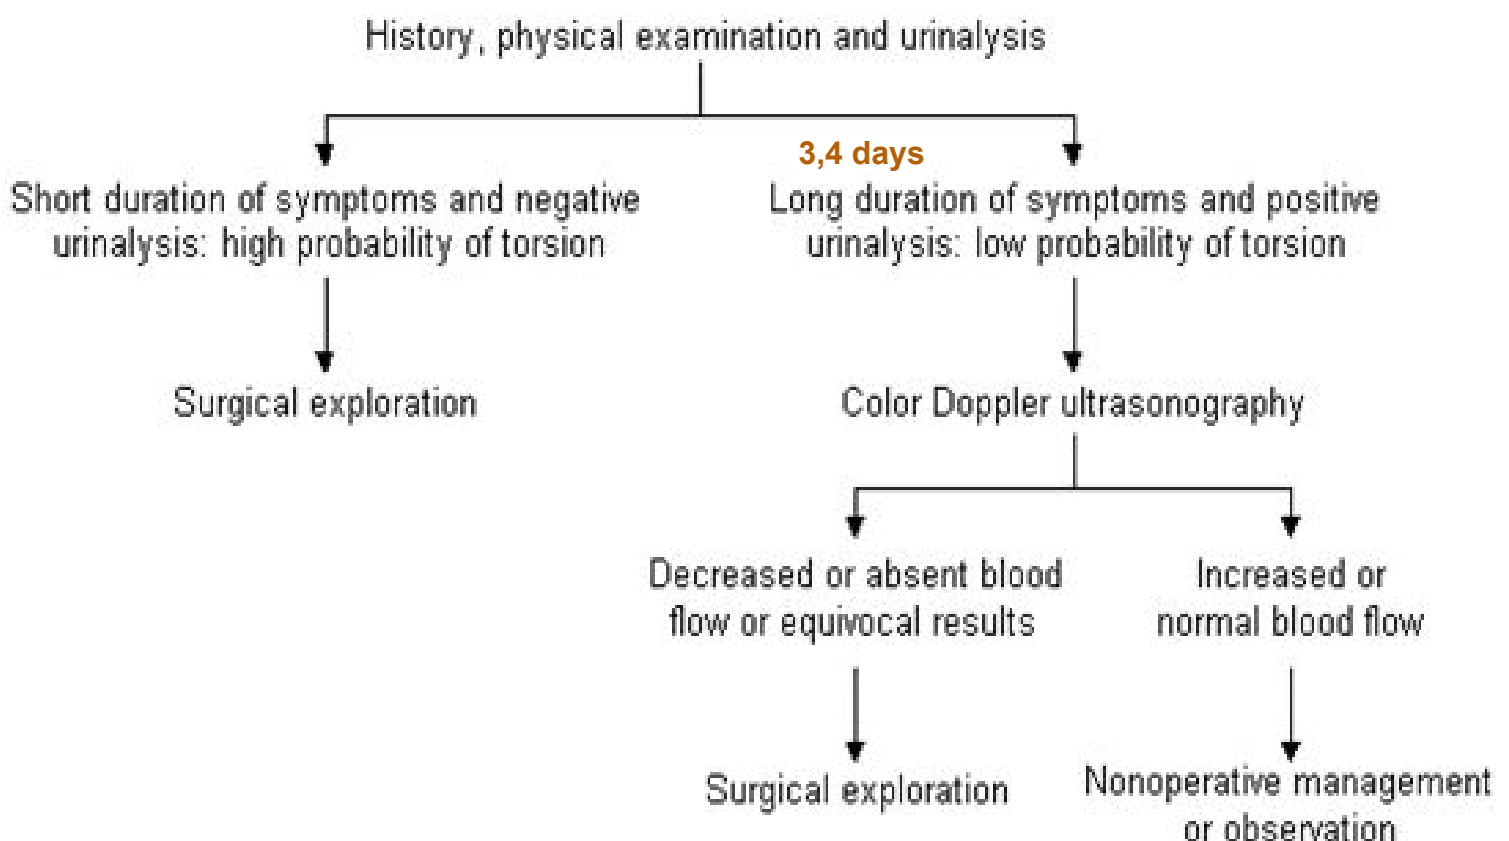 History, physical examination and urinalysis
3,4 days
Short duration of symptoms and negative
urinalysis: high probability of torsion
Long duration of symptoms and positive
urinalysis: low probability of torsion
Surgical exploration
Color Doppler ultrasonography
Decreased or absent blood
flow or equivocal results
Increased or
normal blood flow
Surgical exploration
Nonoperative management
or observation